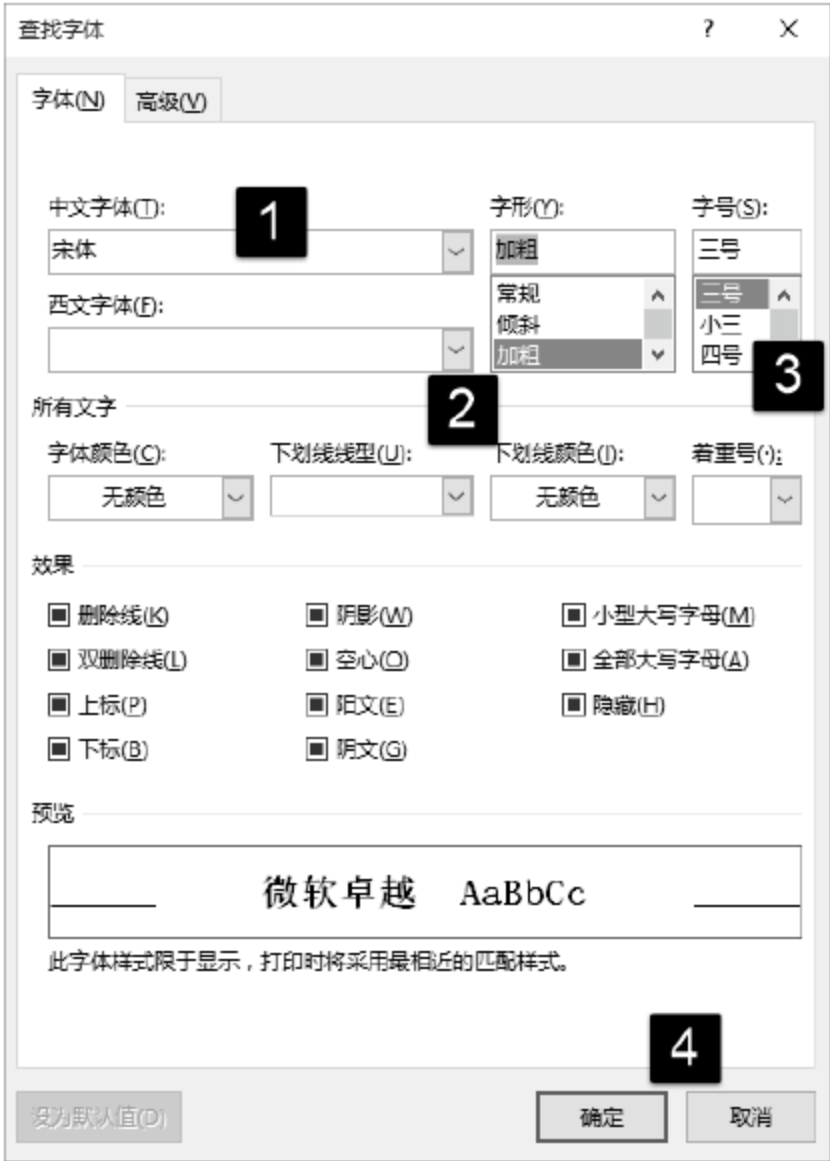 查找字体 ?
字体(N) 高级(V)
1
中文字体(T): 字形(Y): 字号(S):
宋体 加粗 三号
西文字体(F): 常规 三号
倾斜 小三
加粗 四号
3
2
所有文字
字体颜色(C): 下划线线型(U): 下划线颜色(I): 着重号(·):
无颜色 无颜色
效果
删除线(K) 阴影(W) 小型大写字母(M)
双删除线(L) 空心(O) 全部大写字母(A)
上标(P) 阳文(E) 隐藏(H)
下标(B) 阴文(G)
预览
微软卓越 AaBbCc
此字体样式限于显示，打印时将采用最相近的匹配样式。
4
设为默认值(D) 确定 取消